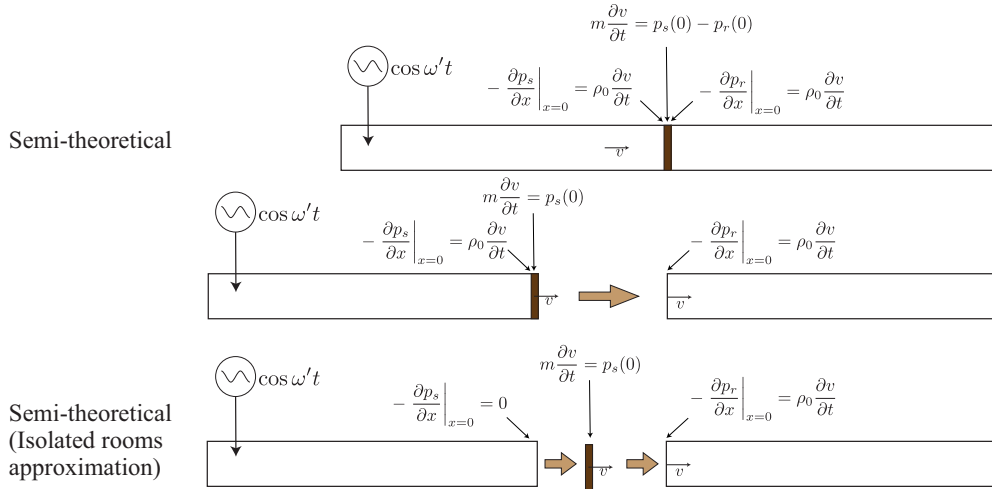 m ∂v/∂t = p_s(0) − p_r(0)
cos ω′t
− ∂p_s/∂x |_{x=0} = ρ_0 ∂v/∂t
− ∂p_r/∂x |_{x=0} = ρ_0 ∂v/∂t
Semi-theoretical
v
cos ω′t
m ∂v/∂t = p_s(0)
− ∂p_s/∂x |_{x=0} = ρ_0 ∂v/∂t
− ∂p_r/∂x |_{x=0} = ρ_0 ∂v/∂t
v
v
cos ω′t
m ∂v/∂t = p_s(0)
− ∂p_s/∂x |_{x=0} = 0
− ∂p_r/∂x |_{x=0} = ρ_0 ∂v/∂t
Semi-theoretical
(Isolated rooms
approximation)
v
v